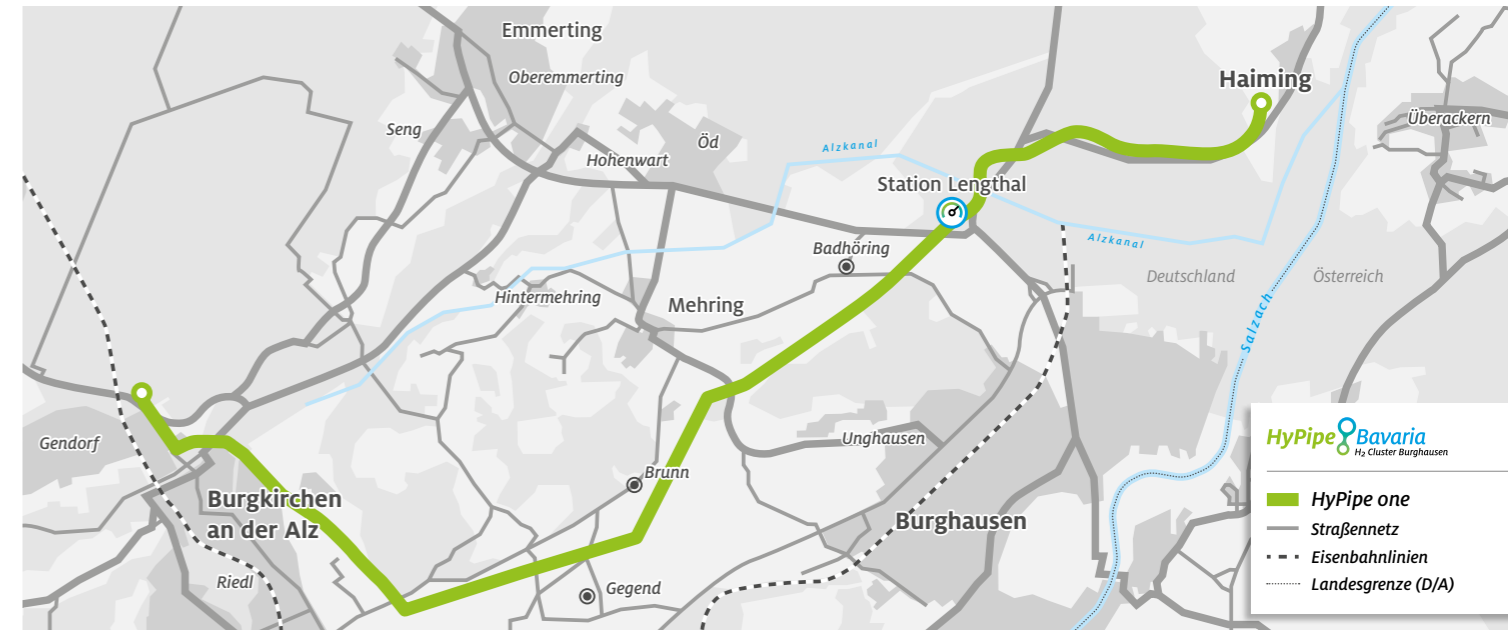 Emmerting
Oberemmerting
Seng
Hohenwart
Öd
Alzkanal
Haiming
Überackern
Station Lengthal
Badhöring
Alzkanal
Deutschland
Österreich
Hintermehring
Mehring
Salzach
Gendorf
Unghausen
Brunn
Burgkirchen
an der Alz
Burghausen
Riedl
Gegend
HyPipe Bavaria
H₂ Cluster Burghausen
HyPipe one
Straßennetz
Eisenbahnlinien
Landesgrenze (D/A)